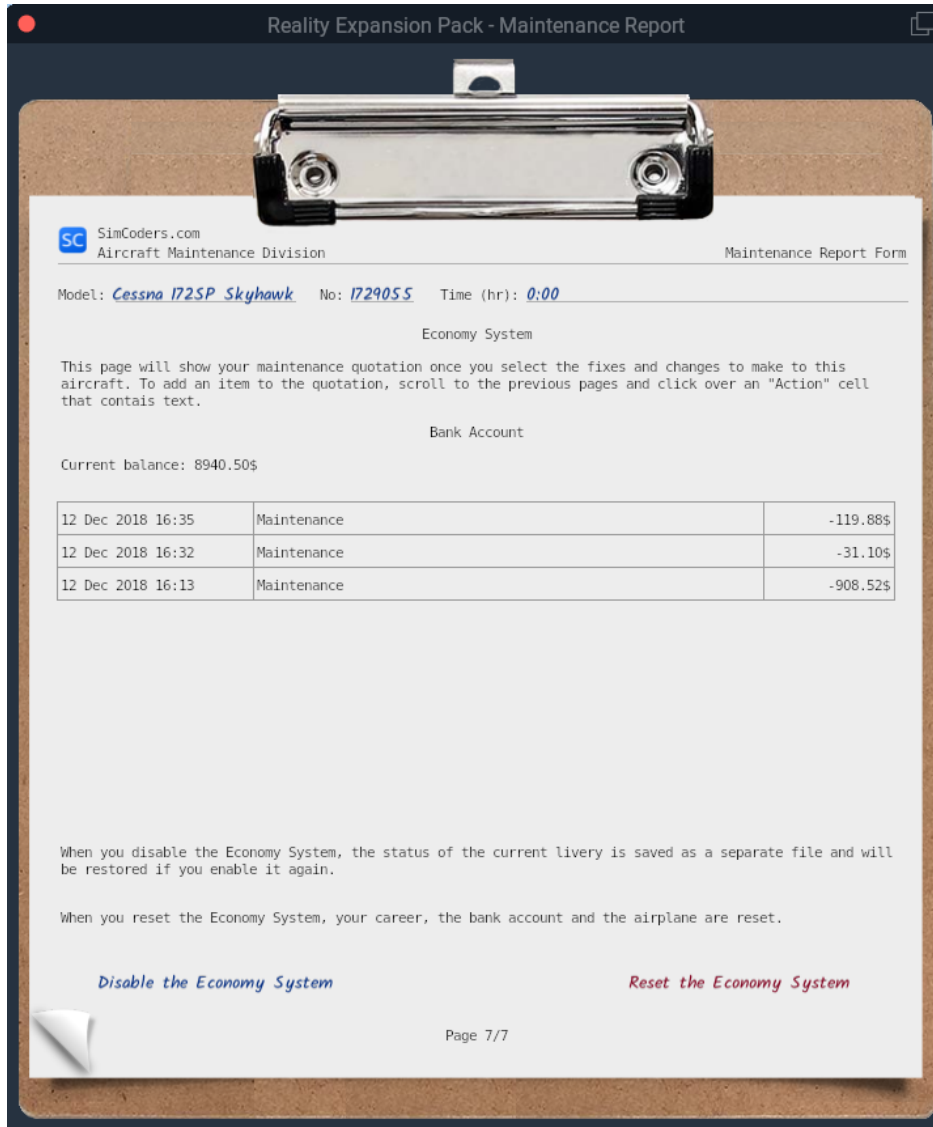 Reality Expansion Pack - Maintenance Report
SC
SimCoders.com
Aircraft Maintenance Division
Maintenance Report Form
Model: Cessna 172SP Skyhawk No: 1729055 Time (hr): 0:00
Economy System
This page will show your maintenance quotation once you select the fixes and changes to make to this
aircraft. To add an item to the quotation, scroll to the previous pages and click over an "Action" cell
that contais text.
Bank Account
Current balance: 8940.50$
12 Dec 2018 16:35 Maintenance -119.88$
12 Dec 2018 16:32 Maintenance -31.10$
12 Dec 2018 16:13 Maintenance -908.52$
When you disable the Economy System, the status of the current livery is saved as a separate file and will
be restored if you enable it again.
When you reset the Economy System, your career, the bank account and the airplane are reset.
Disable the Economy System Reset the Economy System
Page 7/7